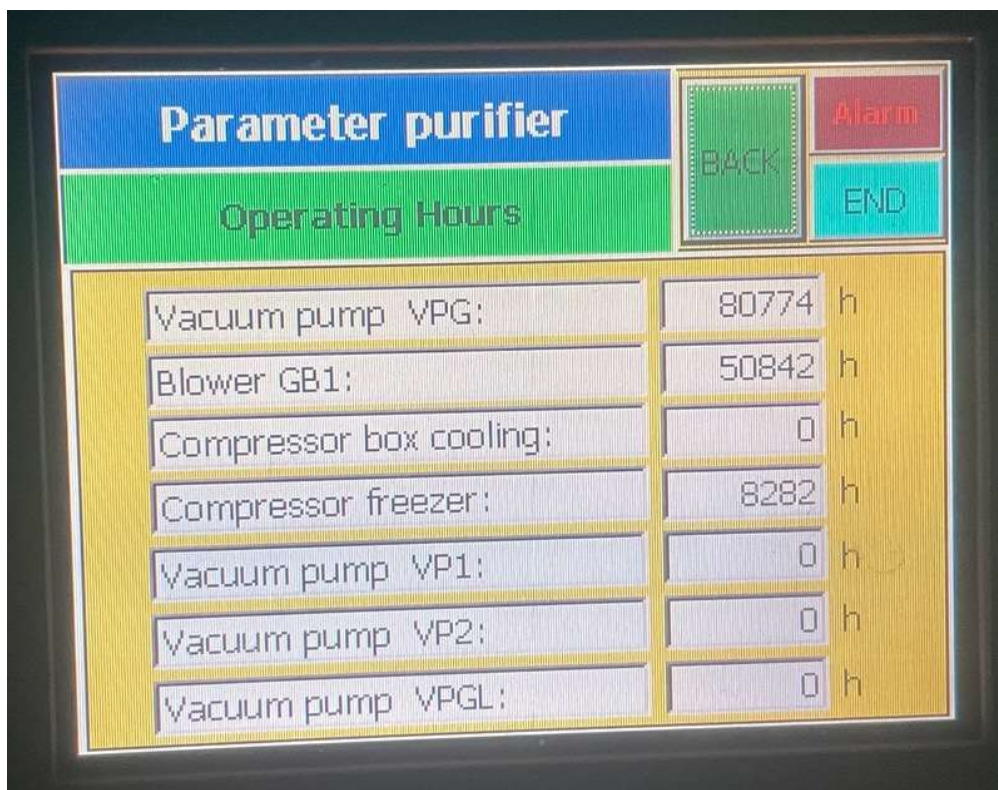 Parameter purifier
BACK
Alarm
Operating Hours
END
Vacuum pump VPG: 80774 h
Blower GB1: 50842 h
Compressor box cooling: 0 h
Compressor freezer: 8282 h
Vacuum pump VP1: 0 h
Vacuum pump VP2: 0 h
Vacuum pump VPGL: 0 h